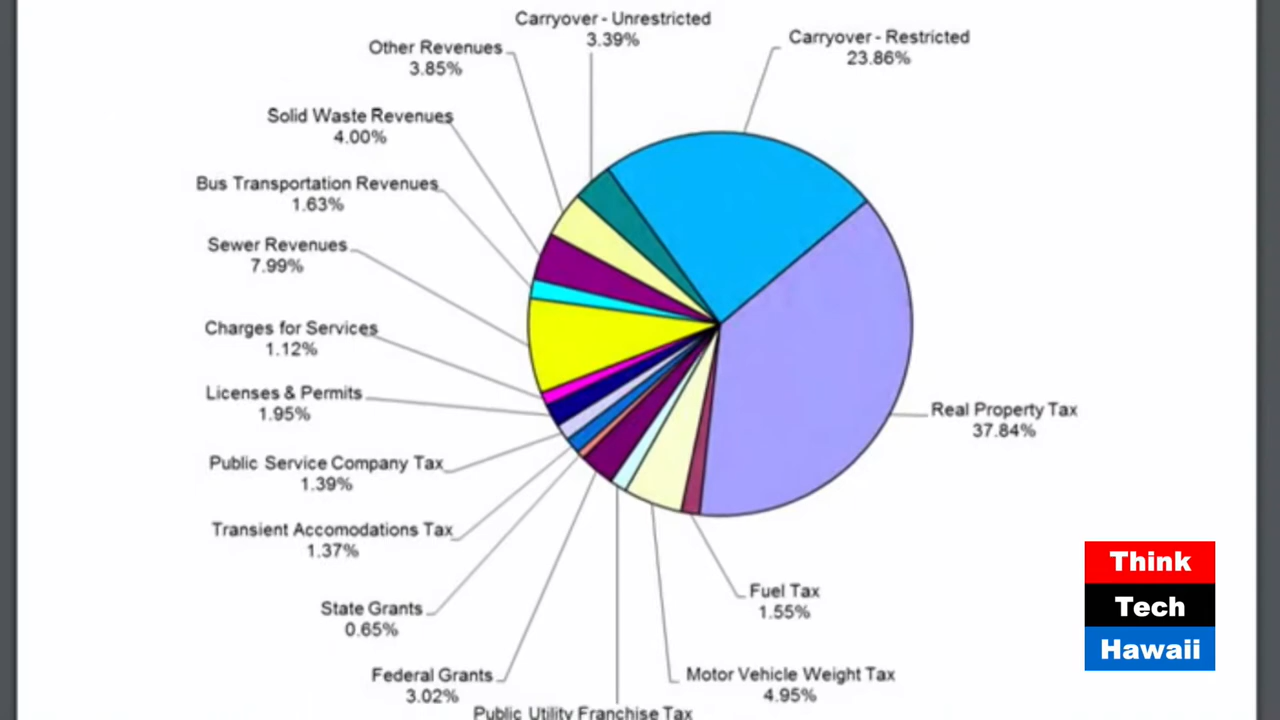 Carryover - Unrestricted
3.39%
Carryover - Restricted
23.86%
Other Revenues
3.85%
Solid Waste Revenues
4.00%
Bus Transportation Revenues
1.63%
Sewer Revenues
7.99%
Charges for Services
1.12%
Licenses & Permits
1.95%
Real Property Tax
37.84%
Public Service Company Tax
1.39%
Transient Accomodations Tax
1.37%
State Grants
0.65%
Fuel Tax
1.55%
Federal Grants
3.02%
Motor Vehicle Weight Tax
4.95%
Public Utility Franchise Tax
Think
Tech
Hawaii